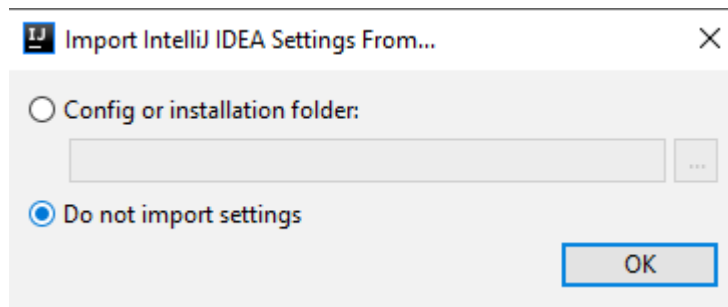 IJ Import IntelliJ IDEA Settings From...
Config or installation folder:
...
Do not import settings
OK